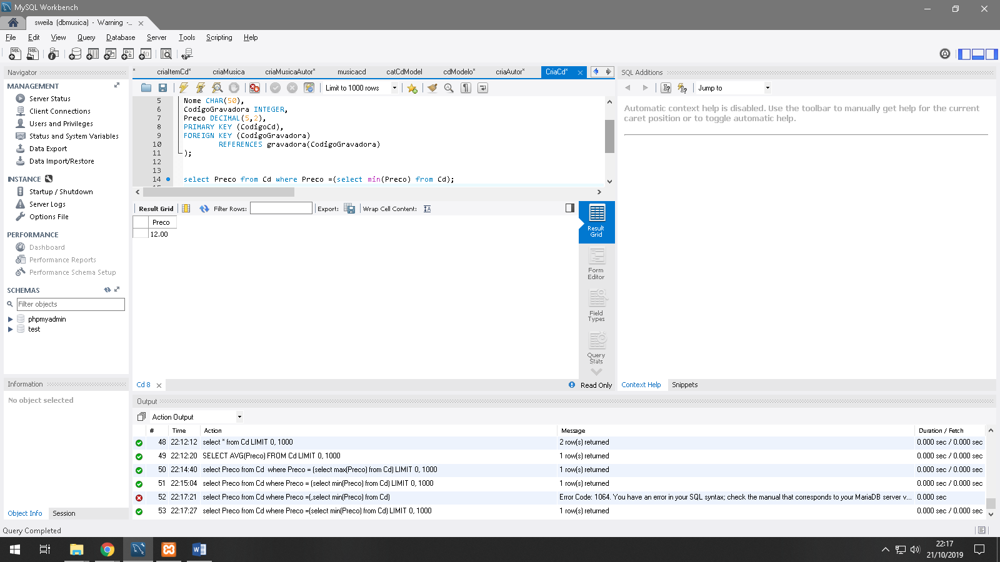 MySQL Workbench
sweila (dbmusica) - Warning -...
File Edit View Query Database Server Tools Scripting Help
Navigator
MANAGEMENT
Server Status
Client Connections
Users and Privileges
Status and System Variables
Data Export
Data Import/Restore
INSTANCE
Startup / Shutdown
Server Logs
Options File
PERFORMANCE
Dashboard
Performance Reports
Performance Schema Setup
SCHEMAS
Filter objects
phpmyadmin
test
Information
No object selected
Object Info Session
criaItemCd* criaMusica criaMusicaAutor* musicacd catCdModel cdModelo* criaAutor* CriaCd*
Limit to 1000 rows
5 Nome CHAR(50),
6 CodigoGravadora INTEGER,
7 Preco DECIMAL(5,2),
8 PRIMARY KEY (CodigoCd),
9 FOREIGN KEY (CodigoGravadora)
10 REFERENCES gravadora(CodigoGravadora)
11 );
12
13
14 select Preco from Cd where Preco =(select min(Preco) from Cd);
Result Grid Filter Rows: Export: Wrap Cell Content:
Preco
12.00
Result Grid
Form Editor
Field Types
Query Stats
Cd 8 Read Only
SQL Additions
Jump to
Automatic context help is disabled. Use the toolbar to manually get help for the current
caret position or to toggle automatic help.
Context Help Snippets
Output
Action Output
# Time Action Message Duration / Fetch
48 22:12:12 select * from Cd LIMIT 0, 1000 2 row(s) returned 0.000 sec / 0.000 sec
49 22:12:20 SELECT AVG(Preco) FROM Cd LIMIT 0, 1000 1 row(s) returned 0.000 sec / 0.000 sec
50 22:14:40 select Preco from Cd  where Preco = (select max(Preco) from Cd) LIMIT 0, 1000 1 row(s) returned 0.000 sec / 0.000 sec
51 22:15:04 select Preco from Cd where Preco = (select min(Preco) from Cd) LIMIT 0, 1000 1 row(s) returned 0.000 sec / 0.000 sec
52 22:17:21 select Preco from Cd where Preco =(,select min(Preco) from Cd) Error Code: 1064. You have an error in your SQL syntax; check the manual that corresponds to your MariaDB server v... 0.000 sec
53 22:17:27 select Preco from Cd where Preco =(select min(Preco) from Cd) LIMIT 0, 1000 1 row(s) returned 0.000 sec / 0.000 sec
Query Completed
22:17
21/10/2019